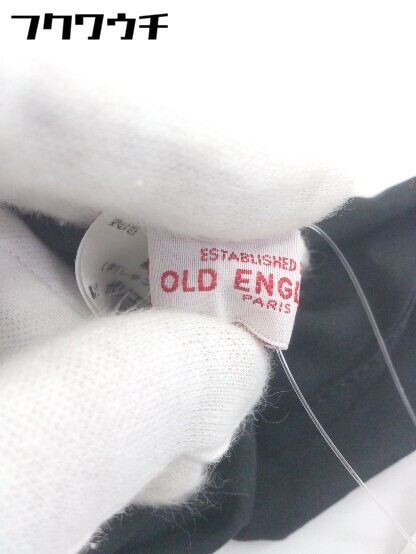 フクワウチ
ESTABLISHED
OLD ENGL
PARIS